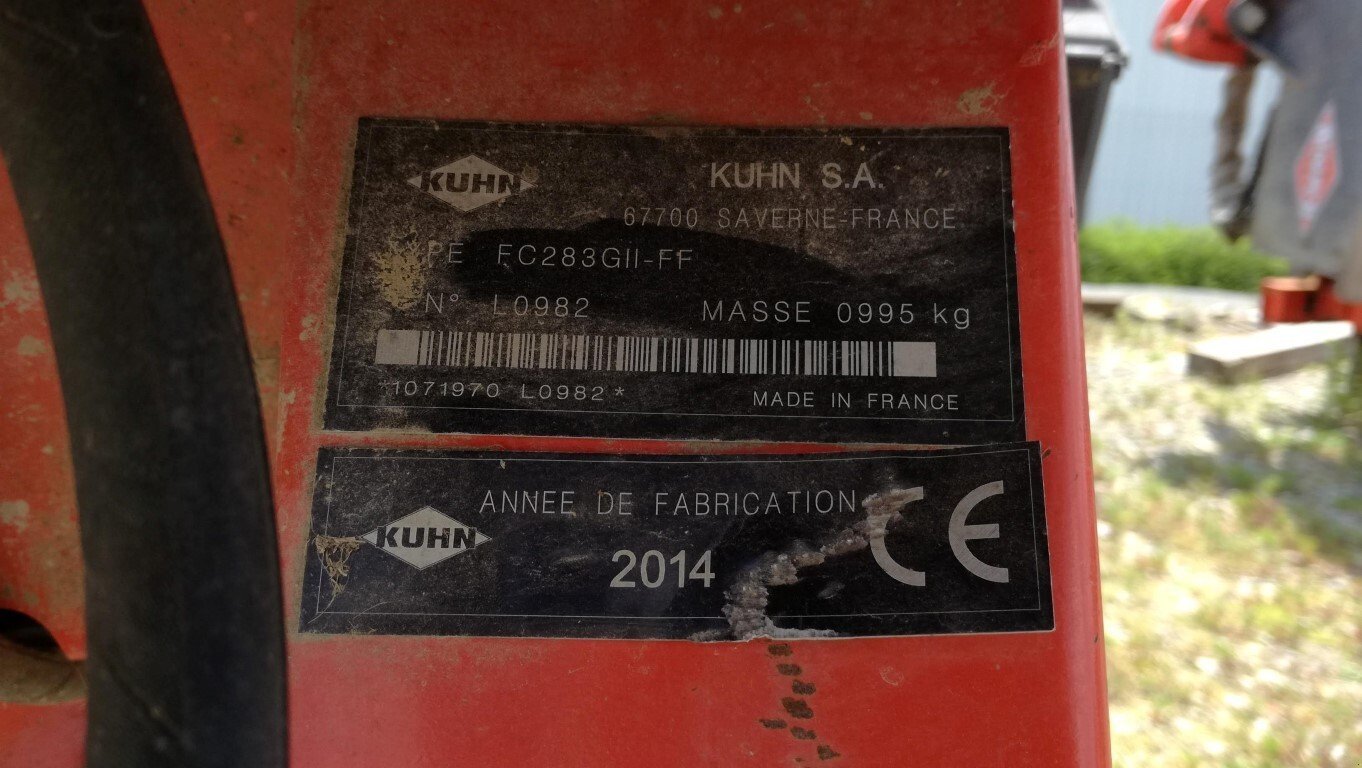 KUHN
KUHN S.A.
67700 SAVERNE-FRANCE
PE FC283GII-FF
N° L0982 MASSE 0995 kg
*1071970 L0982*
MADE IN FRANCE
ANNEE DE FABRICATION
KUHN
2014
CE